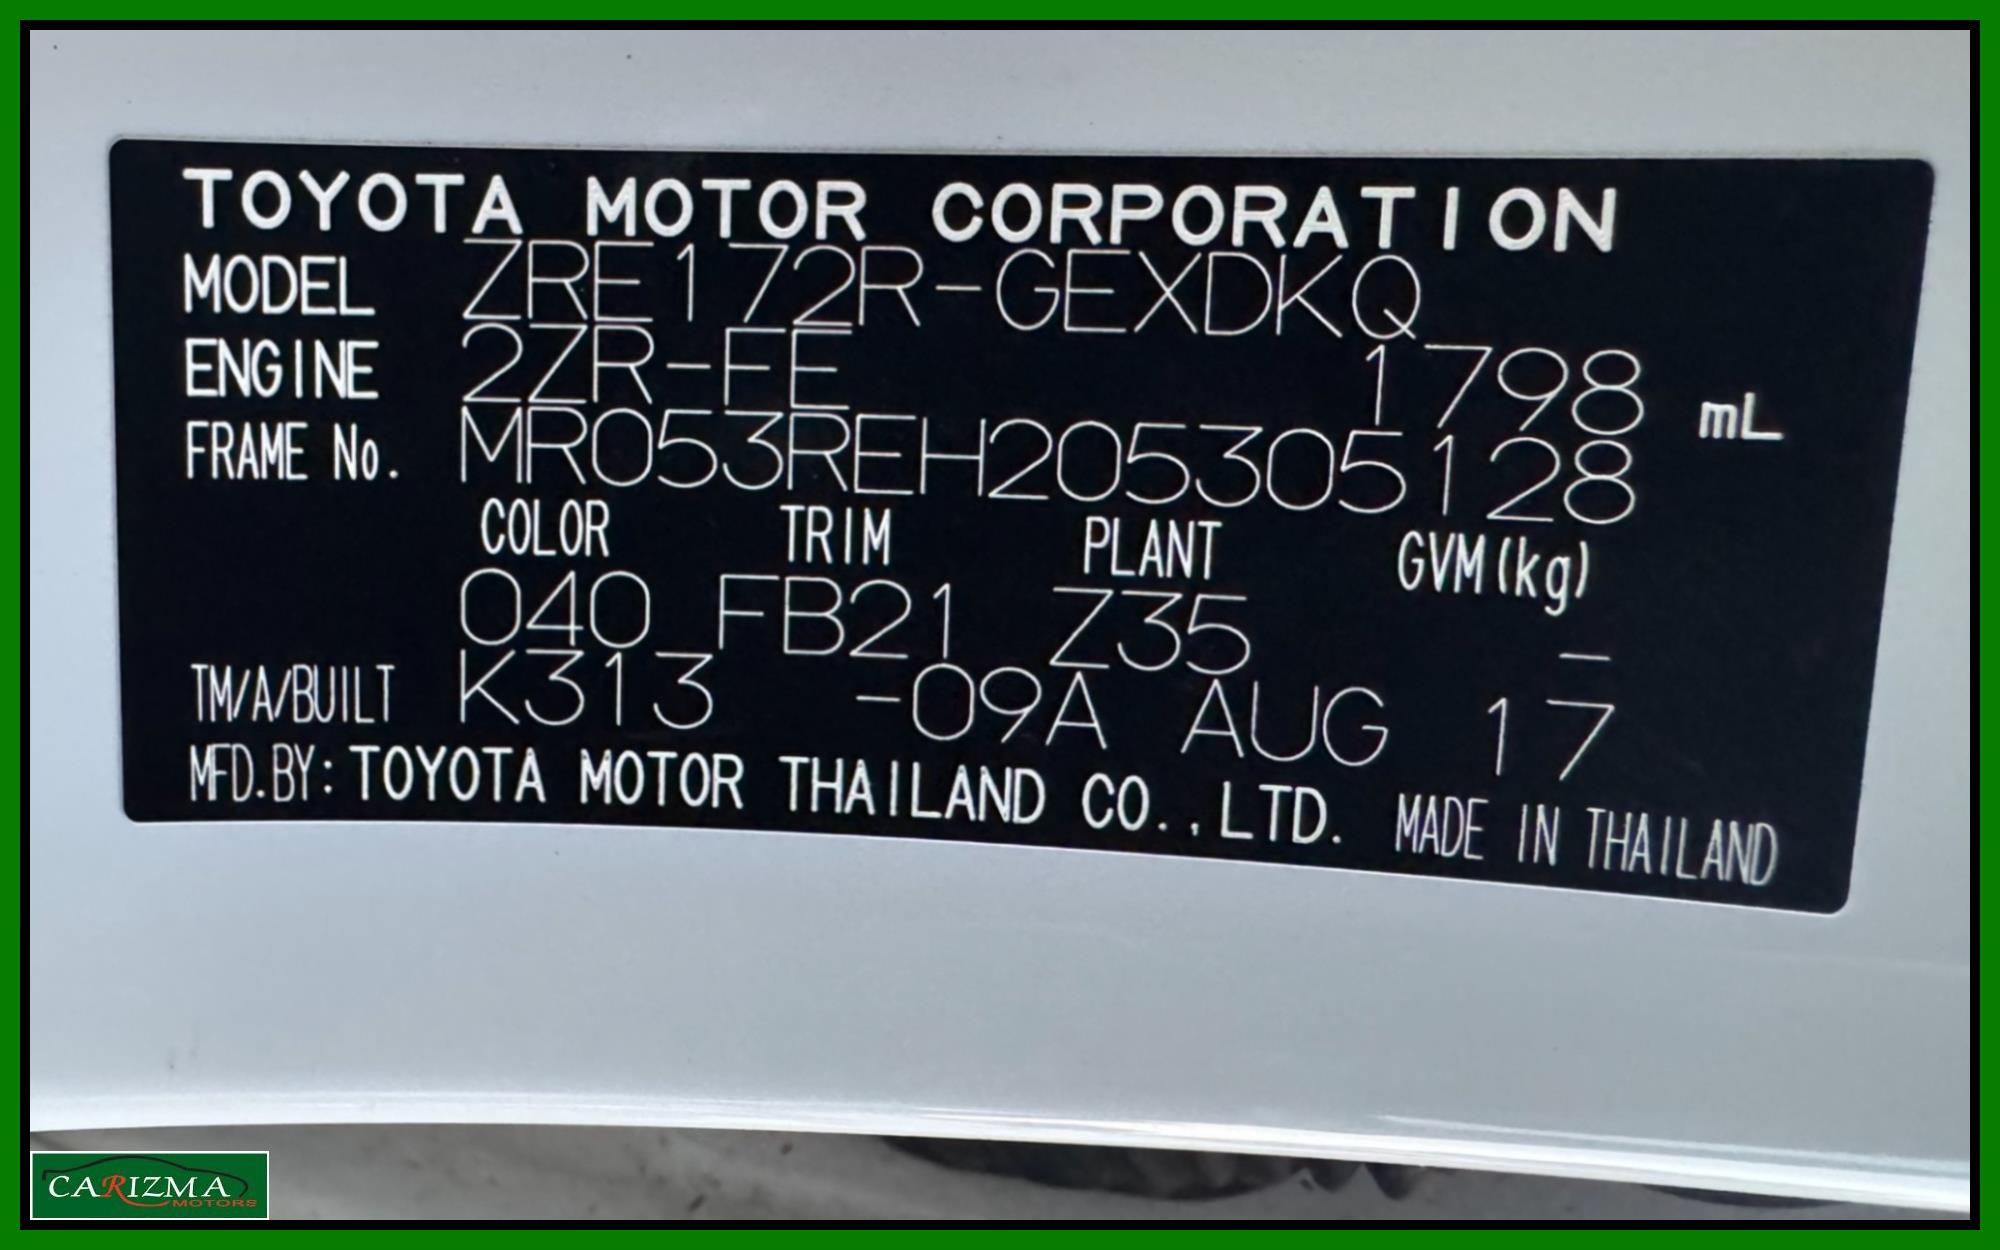 TOYOTA MOTOR CORPORATION
MODEL ZRE172R-GEXDKQ
ENGINE 2ZR-FE 1798 mL
FRAME No. MR053REH205305128
COLOR TRIM PLANT GVM(kg)
040 FB21 Z35 -
TM/A/BUILT K313 -09A AUG 17
MFD.BY: TOYOTA MOTOR THAILAND CO.,LTD. MADE IN THAILAND
CARIZMA
MOTORS